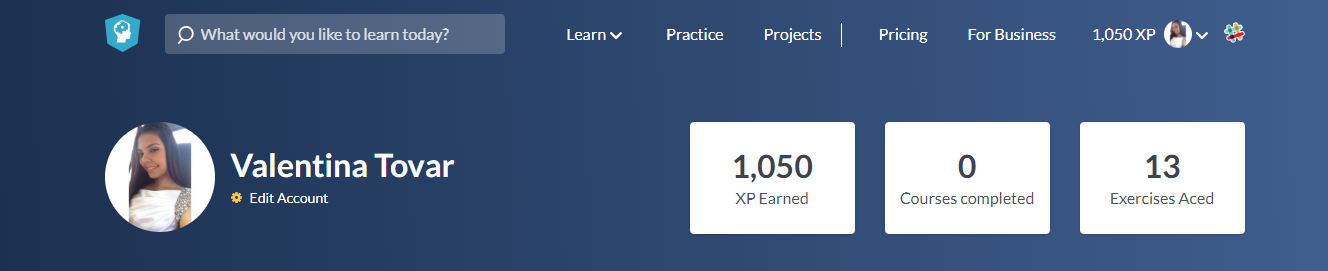 What would you like to learn today?
Learn
Practice
Projects
Pricing
For Business
1,050 XP
Valentina Tovar
Edit Account
1,050
XP Earned
0
Courses completed
13
Exercises Aced